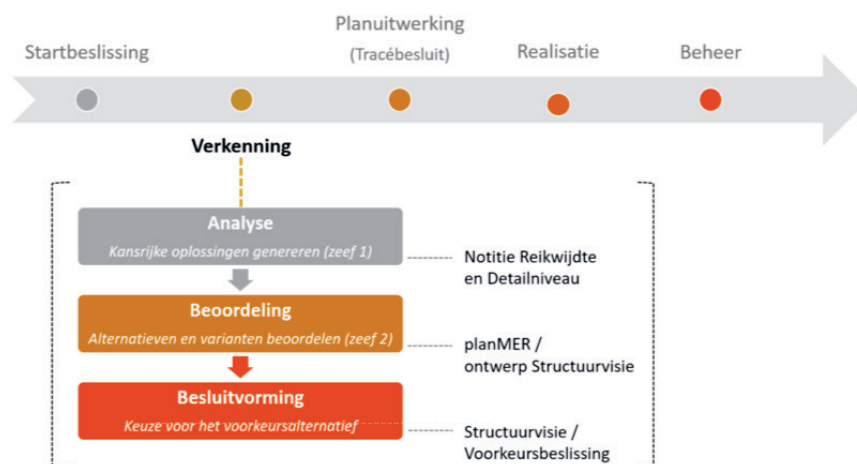 Startbeslissing
Planuitwerking
(Tracébesluit)
Realisatie
Beheer
Verkenning
Analyse
Kansrijke oplossingen genereren (zeef 1)
Notitie Reikwijdte
en Detailniveau
Beoordeling
Alternatieven en varianten beoordelen (zeef 2)
planMER /
ontwerp Structuurvisie
Besluitvorming
Keuze voor het voorkeursalternatief
Structuurvisie /
Voorkeursbeslissing